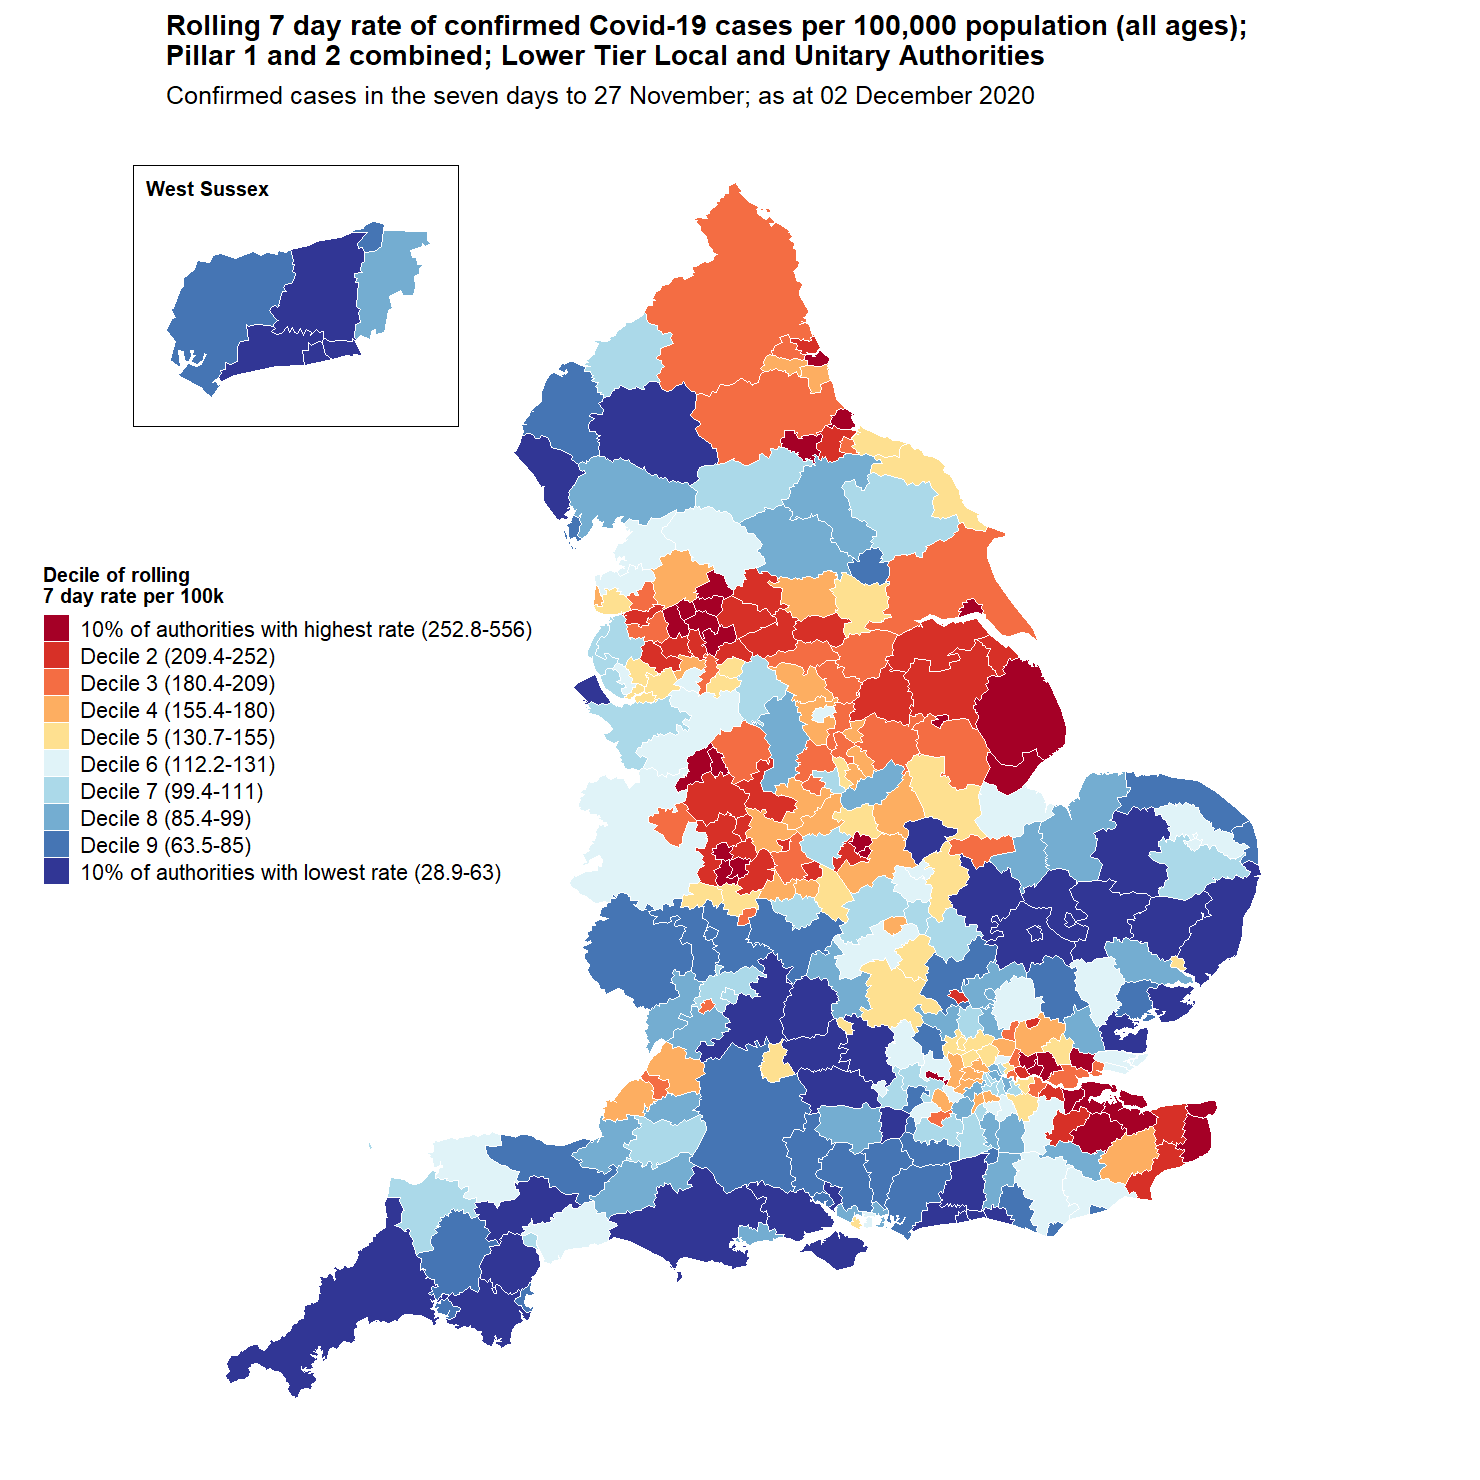 Rolling 7 day rate of confirmed Covid-19 cases per 100,000 population (all ages);
Pillar 1 and 2 combined; Lower Tier Local and Unitary Authorities
Confirmed cases in the seven days to 27 November; as at 02 December 2020
West Sussex
Decile of rolling
7 day rate per 100k
10% of authorities with highest rate (252.8-556)
Decile 2 (209.4-252)
Decile 3 (180.4-209)
Decile 4 (155.4-180)
Decile 5 (130.7-155)
Decile 6 (112.2-131)
Decile 7 (99.4-111)
Decile 8 (85.4-99)
Decile 9 (63.5-85)
10% of authorities with lowest rate (28.9-63)